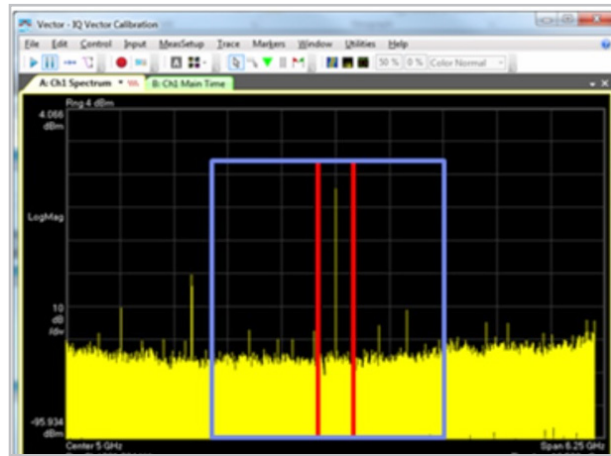 Vector - IQ Vector Calibration
File Edit Control Input MeasSetup Trace Markers Window Utilities Help
50 % 0 % Color Normal
A: Ch1 Spectrum * B: Ch1 Main Time
Rng 4 dBm
4.066
dBm
LogMag
10
dB
/div
-95.934
dBm
Center 5 GHz Span 6.25 GHz